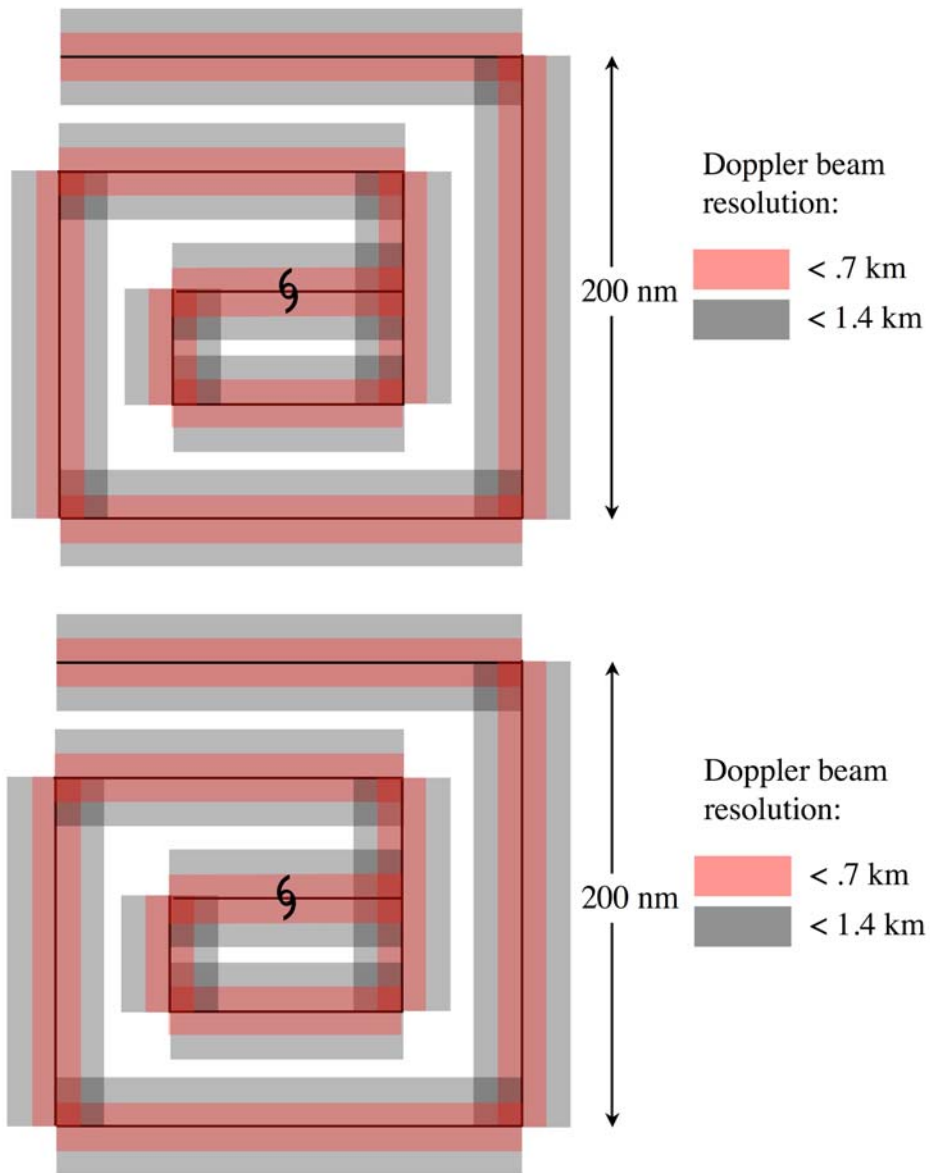 Doppler beam
resolution:
< .7 km
200 nm
< 1.4 km
Doppler beam
resolution:
< .7 km
200 nm
< 1.4 km